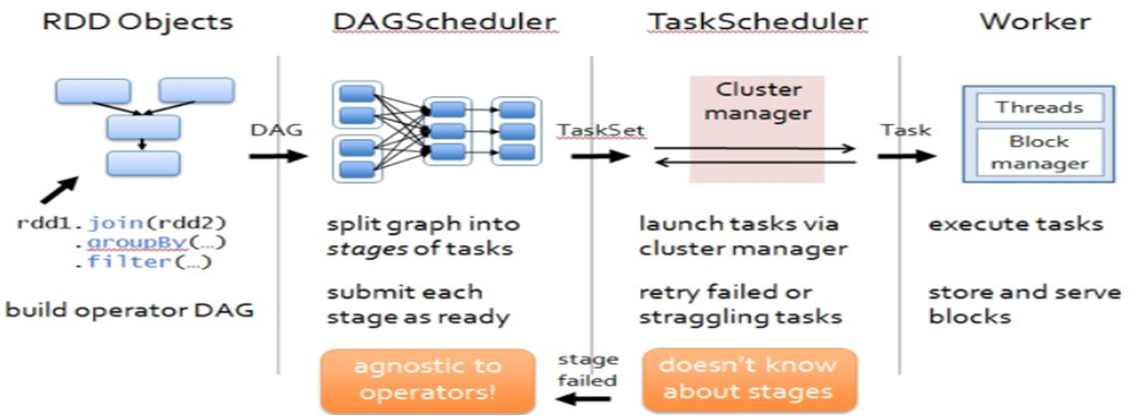 RDD Objects
DAGScheduler
TaskScheduler
Worker
DAG
TaskSet
Cluster
manager
Task
Threads
Block
manager
rdd1.join(rdd2)
.groupBy(…)
.filter(…)
build operator DAG
split graph into
stages of tasks
submit each
stage as ready
agnostic to
operators!
stage
failed
launch tasks via
cluster manager
retry failed or
straggling tasks
doesn't know
about stages
execute tasks
store and serve
blocks